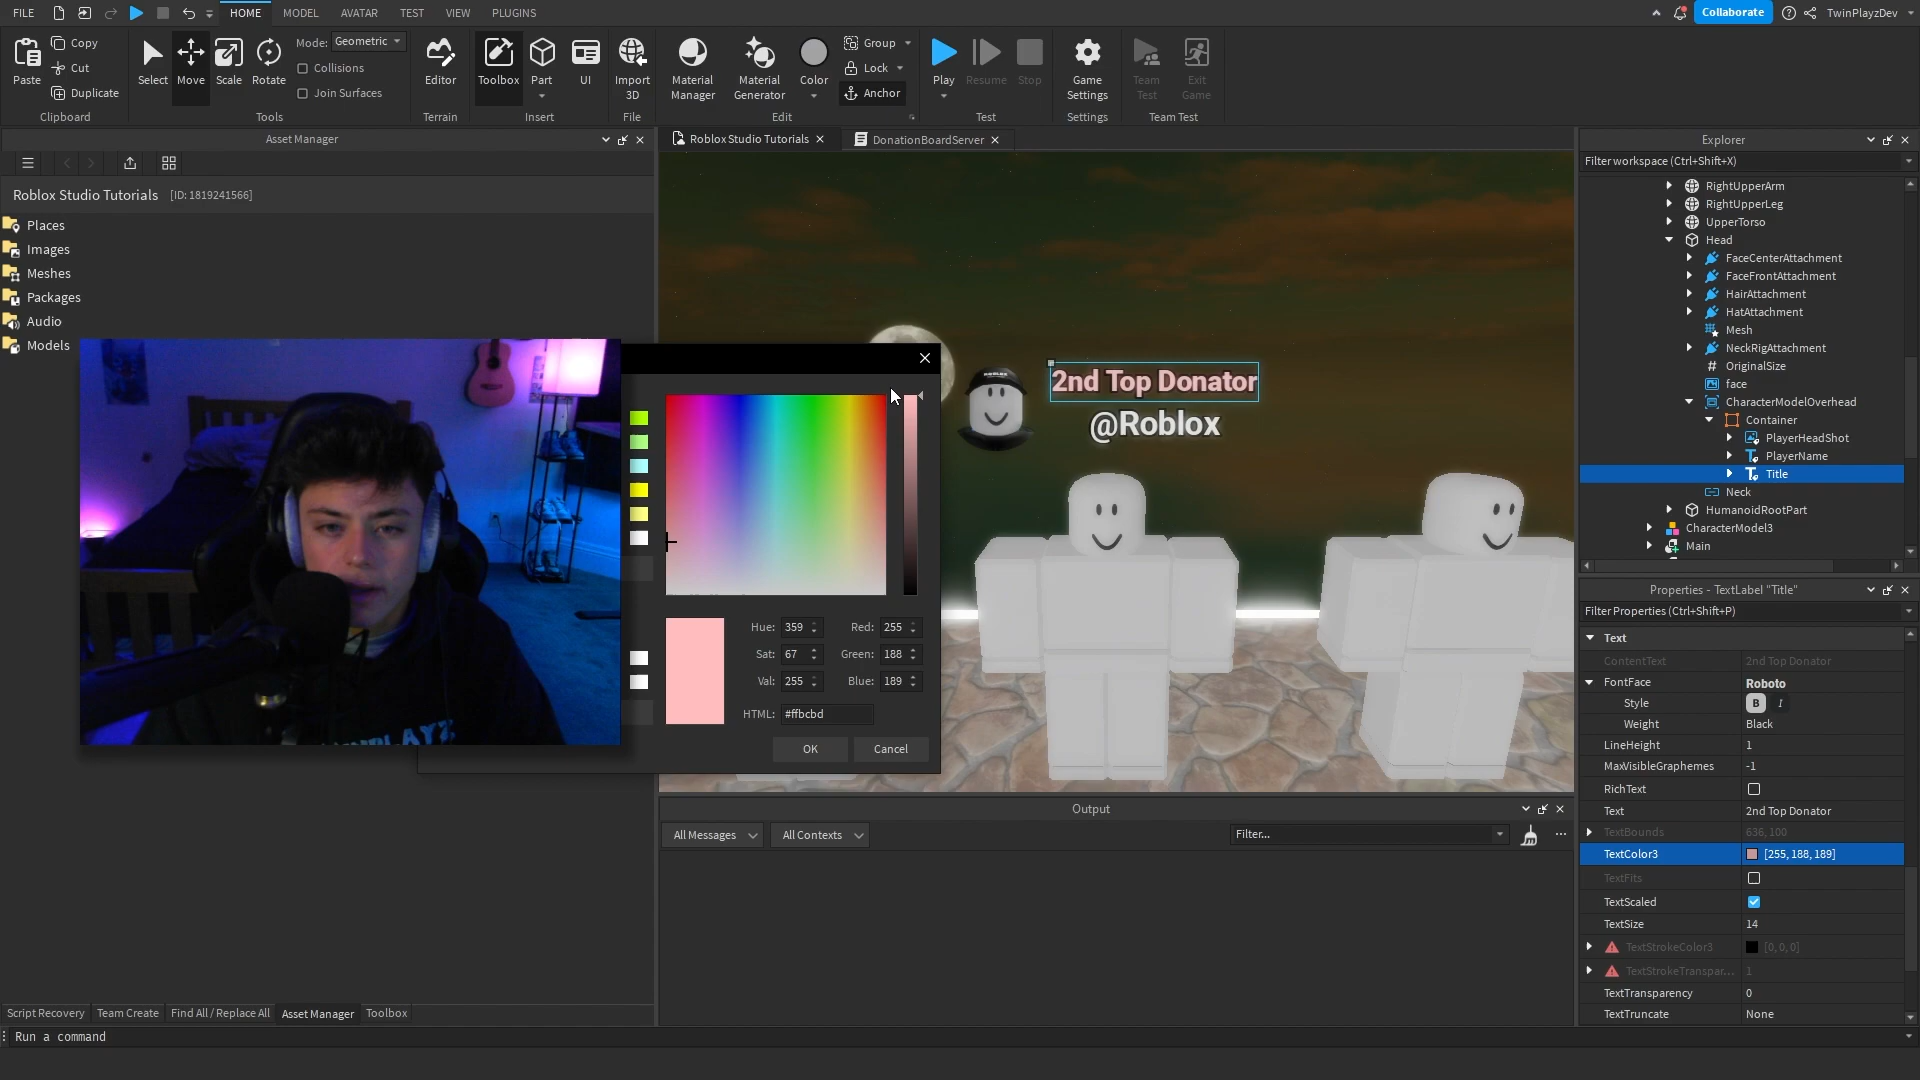 FILE
HOME
MODEL
AVATAR
TEST
VIEW
PLUGINS
Collaborate
TwinPlayzDev
Paste
Copy
Cut
Duplicate
Clipboard
Select
Move
Scale
Rotate
Mode:
Geometric
Collisions
Join Surfaces
Tools
Editor
Terrain
Toolbox
Part
UI
Insert
Import
3D
File
Material
Manager
Material
Generator
Color
Group
Lock
Anchor
Edit
Play
Resume
Stop
Test
Game
Settings
Settings
Team
Test
Exit
Game
Team Test
Asset Manager
Roblox Studio Tutorials
[ID: 1819241566]
Places
Images
Meshes
Packages
Audio
Models
Roblox Studio Tutorials
DonationBoardServer
2nd Top Donator
@Roblox
Hue: 359
Red: 255
Sat: 67
Green: 188
Val: 255
Blue: 189
HTML: #ffbcbd
OK
Cancel
Output
All Messages
All Contexts
Filter...
Explorer
Filter workspace (Ctrl+Shift+X)
RightUpperArm
RightUpperLeg
UpperTorso
Head
FaceCenterAttachment
FaceFrontAttachment
HairAttachment
HatAttachment
Mesh
NeckRigAttachment
OriginalSize
face
CharacterModelOverhead
Container
PlayerHeadShot
PlayerName
Title
Neck
HumanoidRootPart
CharacterModel3
Main
Properties - TextLabel "Title"
Filter Properties (Ctrl+Shift+P)
Text
ContentText 2nd Top Donator
FontFace Roboto
Style B I
Weight Black
LineHeight 1
MaxVisibleGraphemes -1
RichText
Text 2nd Top Donator
TextBounds 636, 100
TextColor3 [255, 188, 189]
TextFits
TextScaled
TextSize 14
TextStrokeColor3 [0, 0, 0]
TextStrokeTranspar... 1
TextTransparency 0
TextTruncate None
Script Recovery
Team Create
Find All / Replace All
Asset Manager
Toolbox
Run a command